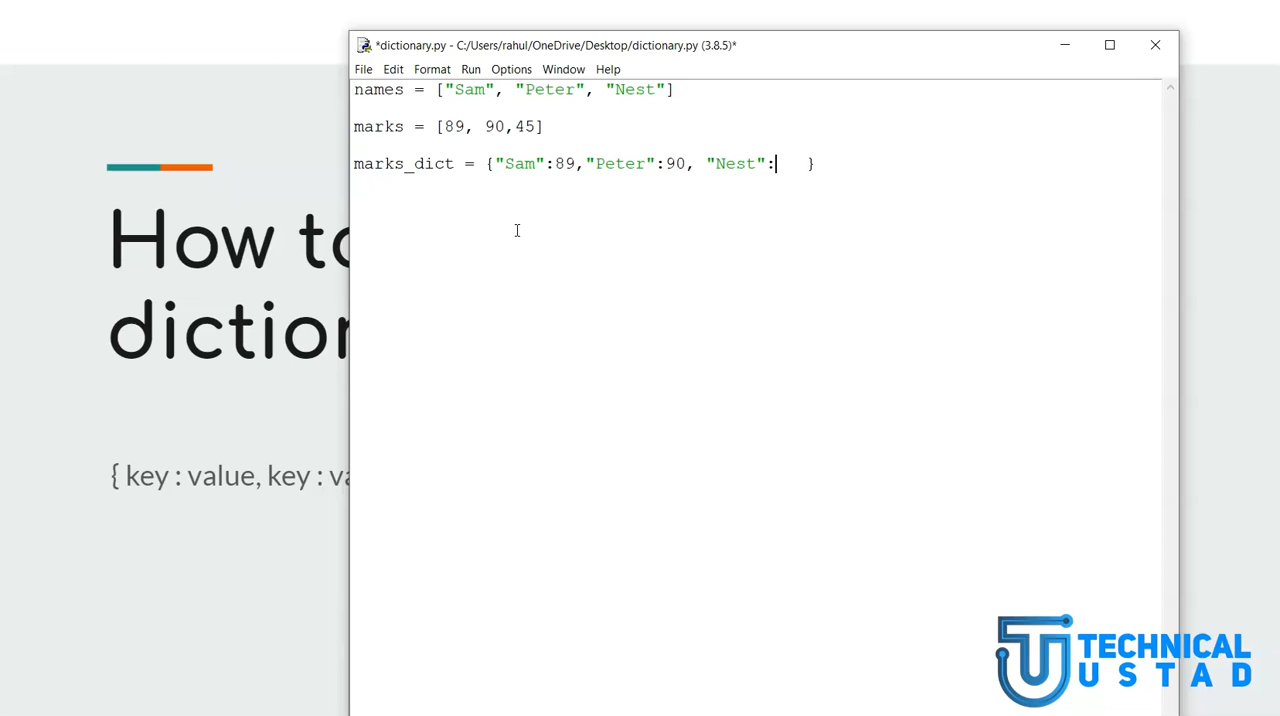 *dictionary.py - C:/Users/rahul/OneDrive/Desktop/dictionary.py (3.8.5)*
File Edit Format Run Options Window Help
names = ["Sam", "Peter", "Nest"]
marks = [89, 90,45]
marks_dict = {"Sam":89,"Peter":90, "Nest":   }
How to
diction
{ key : value, key : va
TECHNICAL
USTAD